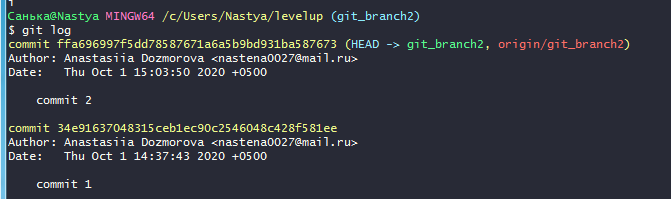 Санька@Nastya MINGW64 /c/Users/Nastya/levelup (git_branch2)
$ git log
commit ffa696997f5dd78587671a6a5b9bd931ba587673 (HEAD -> git_branch2, origin/git_branch2)
Author: Anastasiia Dozmorova <nastena0027@mail.ru>
Date:   Thu Oct 1 15:03:50 2020 +0500
    commit 2
commit 34e91637048315ceb1ec90c2546048c428f581ee
Author: Anastasiia Dozmorova <nastena0027@mail.ru>
Date:   Thu Oct 1 14:37:43 2020 +0500
    commit 1